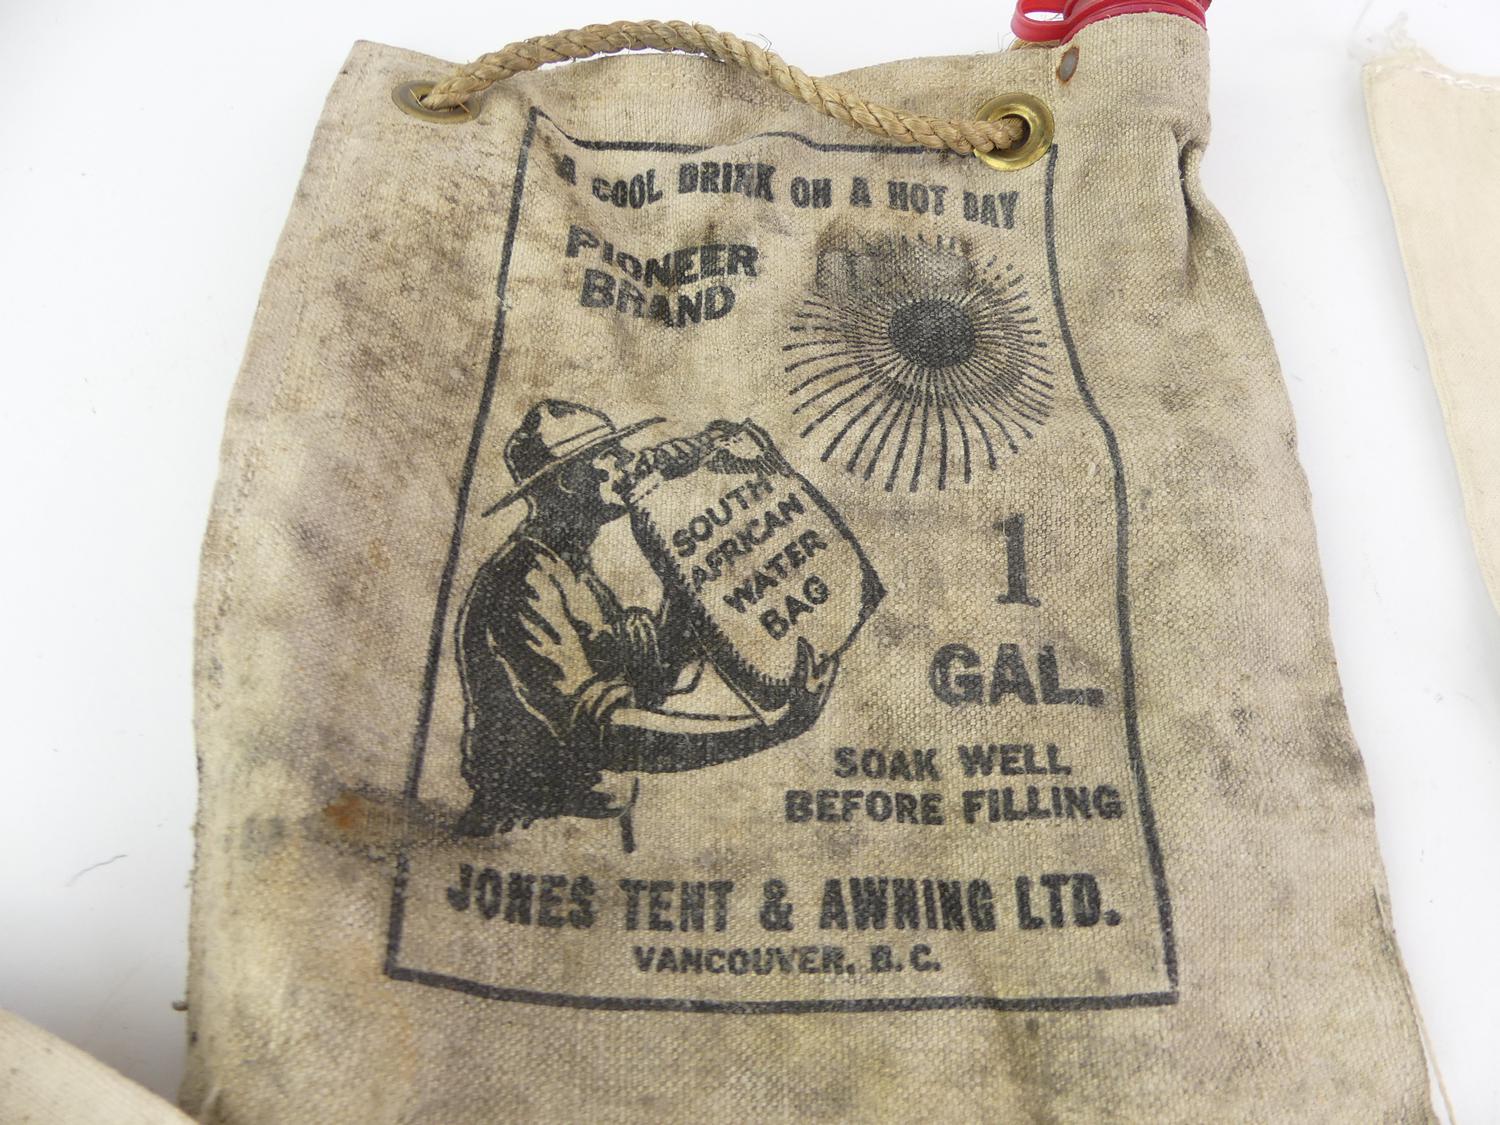 A COOL DRINK ON A HOT DAY
PIONEER
BRAND
SOUTH
AFRICAN
WATER
BAG
1
GAL.
SOAK WELL
BEFORE FILLING
JONES TENT & AWNING LTD.
VANCOUVER, B.C.